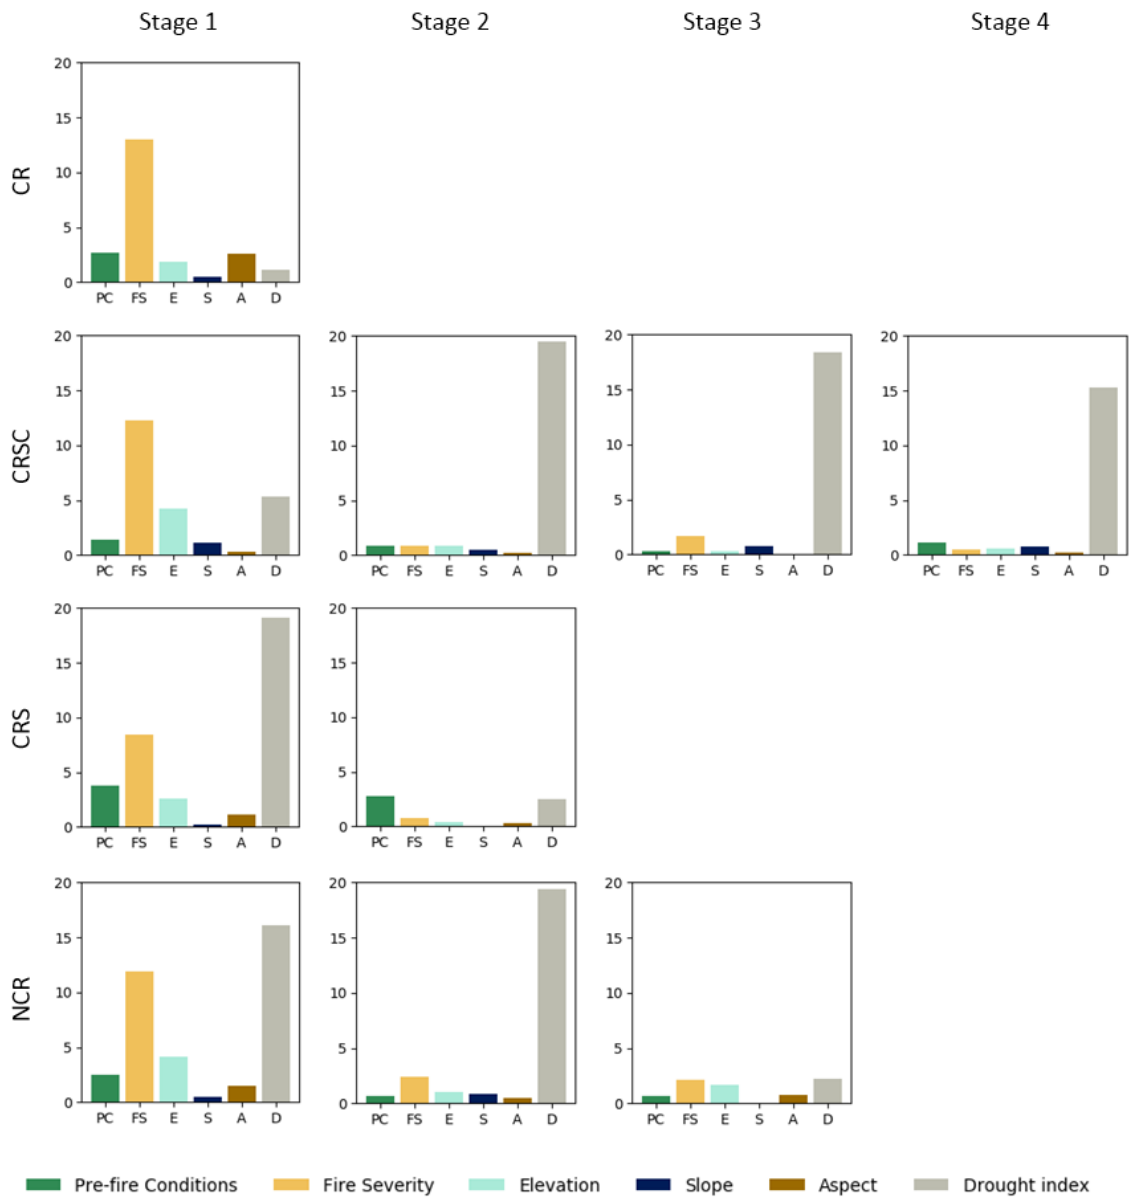 Stage 1 Stage 2 Stage 3 Stage 4
CR
20
15
10
5
0
PC FS E S A D
CRSC
20 20 20 20
15 15 15 15
10 10 10 10
5 5 5 5
0 0 0 0
PC FS E S A D PC FS E S A D PC FS E S A D PC FS E S A D
CRS
20 20
15 15
10 10
5 5
0 0
PC FS E S A D PC FS E S A D
NCR
20 20 20
15 15 15
10 10 10
5 5 5
0 0 0
PC FS E S A D PC FS E S A D PC FS E S A D
Pre-fire Conditions Fire Severity Elevation Slope Aspect Drought index